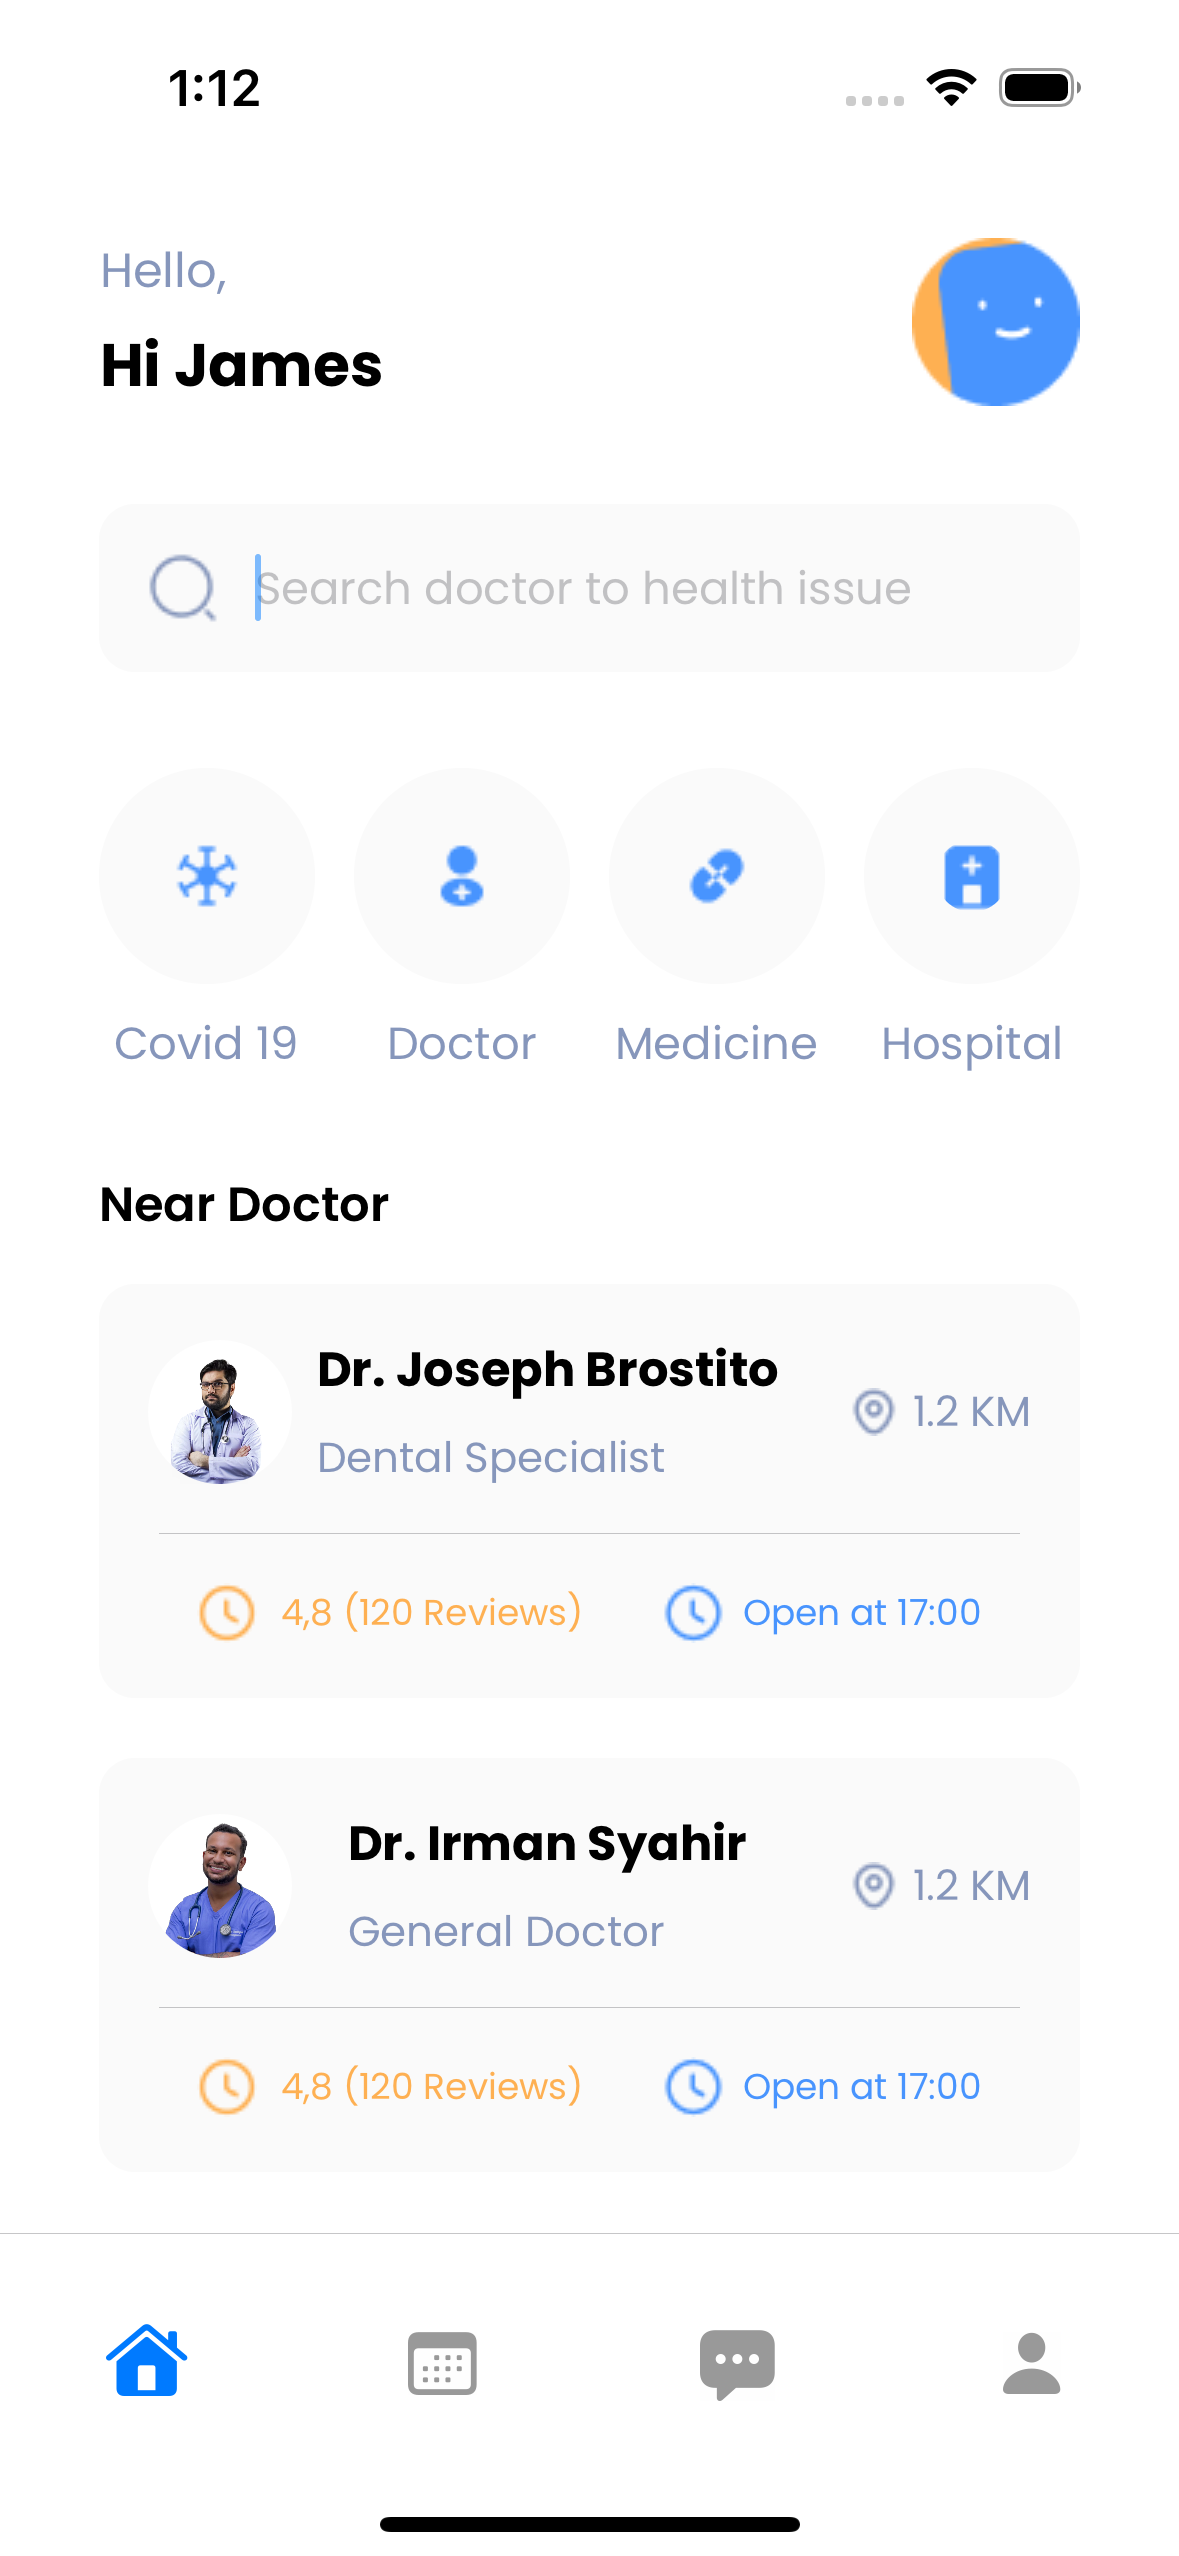 1:12
Hello,
Hi James
Search doctor to health issue
Covid 19 Doctor Medicine Hospital
Near Doctor
Dr. Joseph Brostito
1.2 KM
Dental Specialist
4,8 (120 Reviews) Open at 17:00
Dr. Irman Syahir
1.2 KM
General Doctor
4,8 (120 Reviews) Open at 17:00